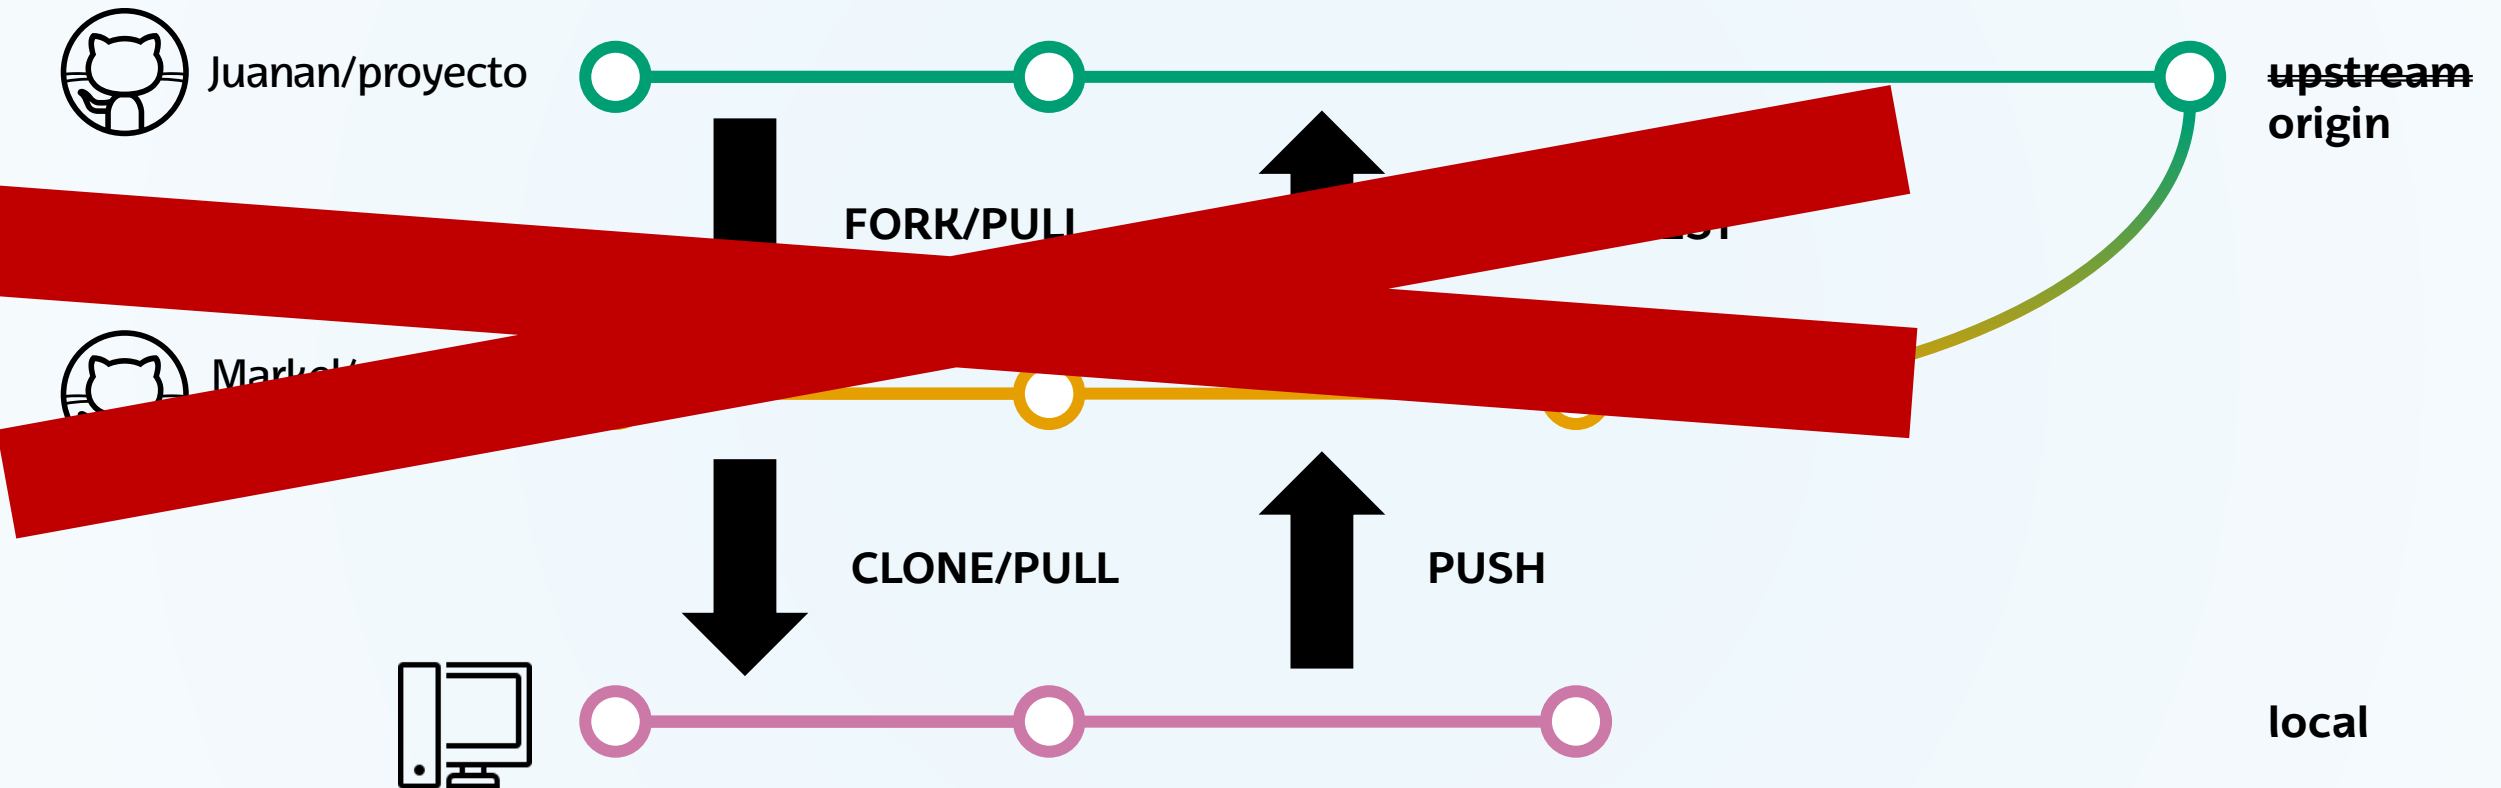 Juanan/proyecto
upstream
origin
FORK/PULL
CLONE/PULL
PUSH
local